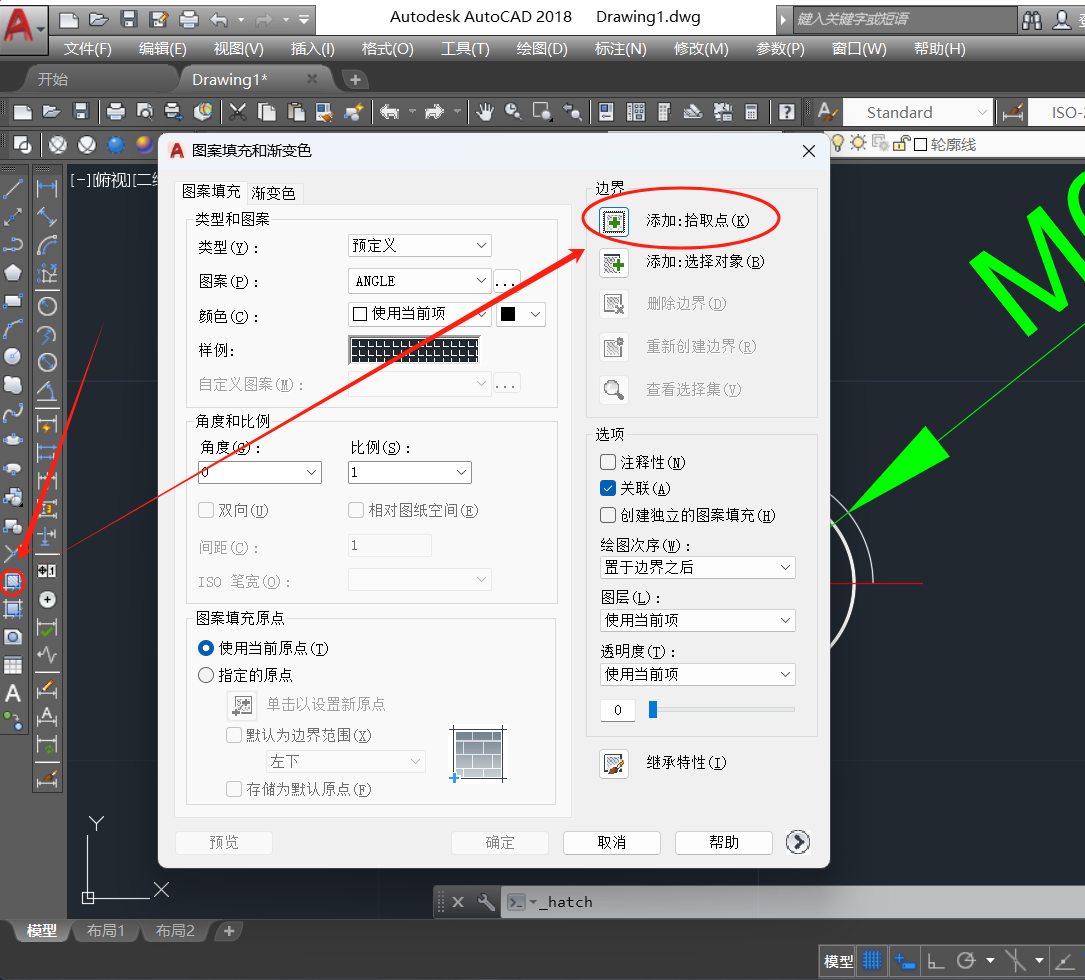 Autodesk AutoCAD 2018 Drawing1.dwg 键入关键字或短语
文件(F) 编辑(E) 视图(V) 插入(I) 格式(O) 工具(T) 绘图(D) 标注(N) 修改(M) 参数(P) 窗口(W) 帮助(H)
开始 Drawing1*
Standard ISO-2
轮廓线
[-][俯视][二维
图案填充和渐变色
图案填充 渐变色
类型和图案
类型(Y):
预定义
图案(P):
ANGLE
...
颜色(C):
使用当前项
样例:
自定义图案(M):
...
角度和比例
角度(G):
比例(S):
0
1
双向(U)
相对图纸空间(E)
间距(C):
1
ISO 笔宽(O):
图案填充原点
使用当前原点(T)
指定的原点
单击以设置新原点
默认为边界范围(X)
左下
存储为默认原点(F)
边界
添加:拾取点(K)
添加:选择对象(B)
删除边界(D)
重新创建边界(R)
查看选择集(V)
选项
注释性(N)
关联(A)
创建独立的图案填充(H)
绘图次序(W):
置于边界之后
图层(L):
使用当前项
透明度(T):
使用当前项
0
继承特性(I)
预览 确定 取消 帮助
Y
X
_hatch
模型 布局1 布局2
模型